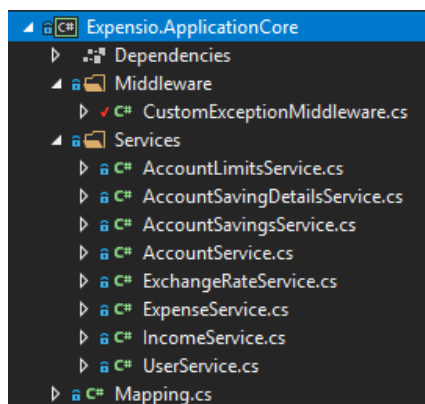 C# Expensio.ApplicationCore
Dependencies
Middleware
C# CustomExceptionMiddleware.cs
Services
C# AccountLimitsService.cs
C# AccountSavingDetailsService.cs
C# AccountSavingsService.cs
C# AccountService.cs
C# ExchangeRateService.cs
C# ExpenseService.cs
C# IncomeService.cs
C# UserService.cs
C# Mapping.cs